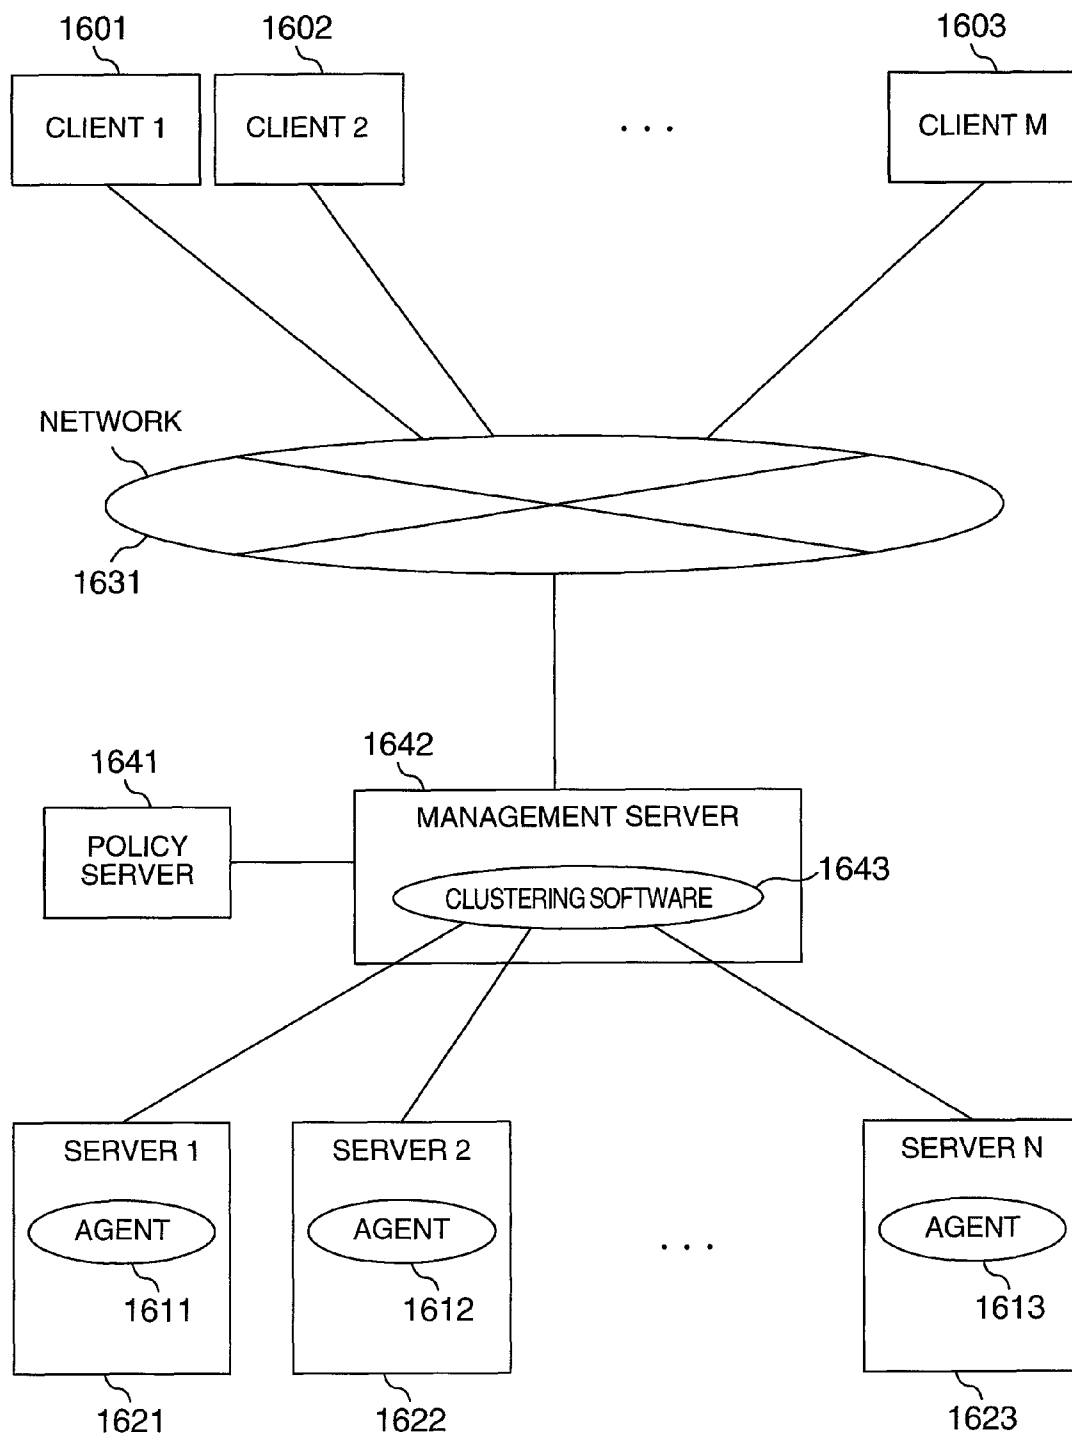 1601
1602
1603
CLIENT 1
CLIENT 2
. . .
CLIENT M
NETWORK
1631
1642
1641
MANAGEMENT SERVER
POLICY
SERVER
1643
CLUSTERING SOFTWARE
SERVER 1
SERVER 2
SERVER N
AGENT
AGENT
. . .
AGENT
1611
1612
1613
1621
1622
1623